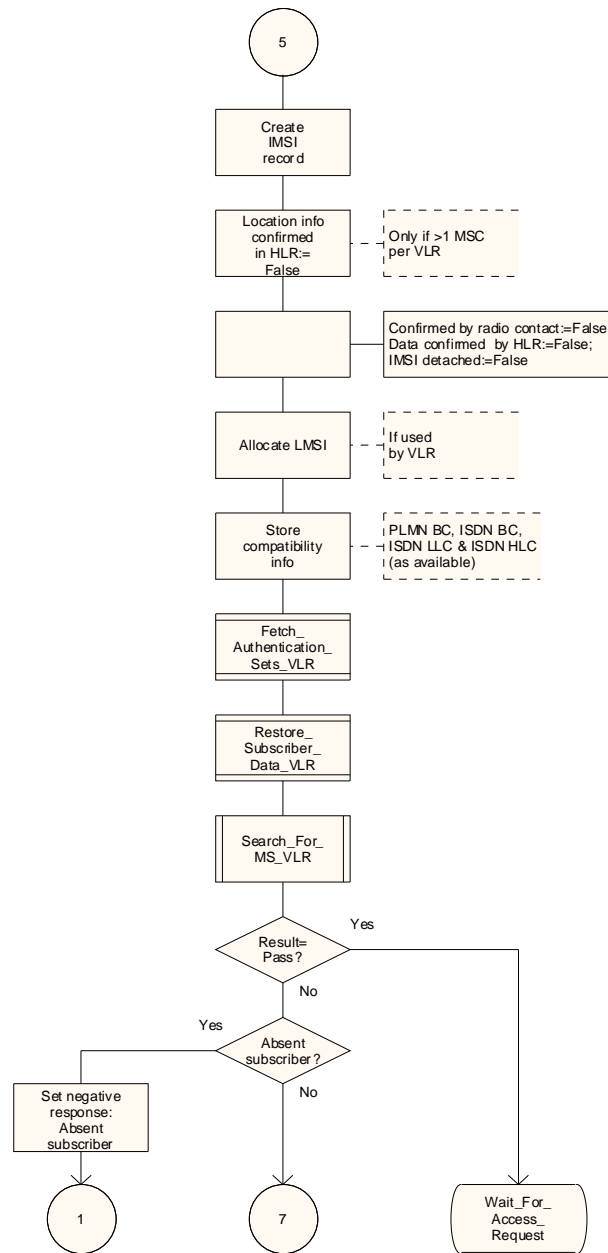 5
Create
IMSI
record
Location info
confirmed
in HLR:=
False
Only if >1 MSC
per VLR
Confirmed by radio contact:=False
Data confirmed by HLR:=False;
IMSI detached:=False
Allocate LMSI
If used
by VLR
Store
compatibility
info
PLMN BC, ISDN BC,
ISDN LLC & ISDN HLC
(as available)
Fetch_
Authentication_
Sets_VLR
Restore_
Subscriber_
Data_VLR
Search_For_
MS_VLR
Result=
Pass?
Yes
No
Absent
subscriber?
Yes
No
Set negative
response:
Absent
subscriber
1
7
Wait_For_
Access_
Request